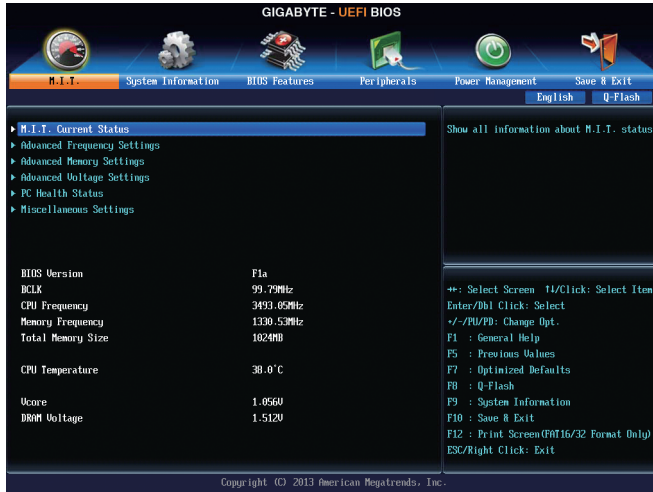 GIGABYTE - UEFI BIOS
M.I.T. System Information BIOS Features Peripherals Power Management Save & Exit
English Q-Flash
M.I.T. Current Status
Advanced Frequency Settings
Advanced Memory Settings
Advanced Voltage Settings
PC Health Status
Miscellaneous Settings
BIOS Version F1a
BCLK 99.79MHz
CPU Frequency 3493.05MHz
Memory Frequency 1330.53MHz
Total Memory Size 1024MB
CPU Temperature 38.0°C
Vcore 1.056V
DRAM Voltage 1.512V
Show all information about M.I.T. status
→←: Select Screen ↑↓/Click: Select Item
Enter/Dbl Click: Select
+/-/PU/PD: Change Opt.
F1 : General Help
F5 : Previous Values
F7 : Optimized Defaults
F8 : Q-Flash
F9 : System Information
F10 : Save & Exit
F12 : Print Screen(FAT16/32 Format Only)
ESC/Right Click: Exit
Copyright (C) 2013 American Megatrends, Inc.